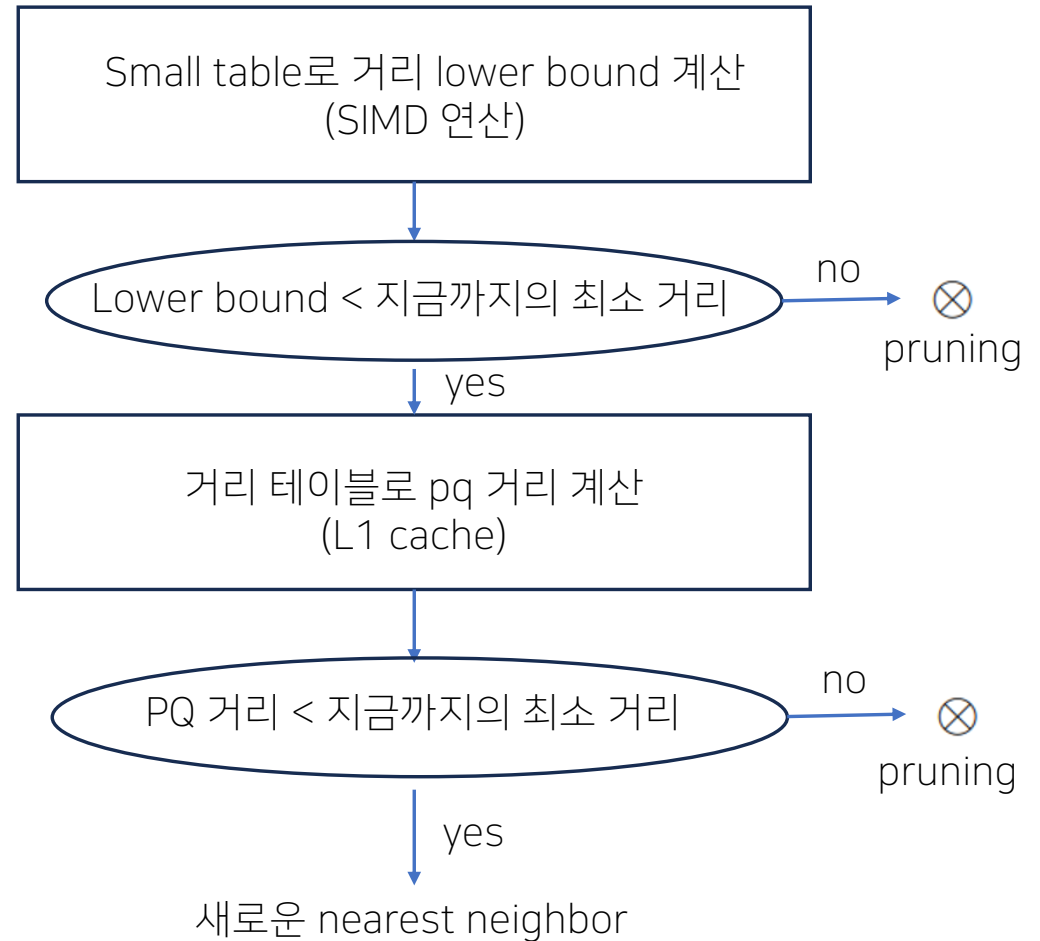 Small table로 거리 lower bound 계산
(SIMD 연산)
Lower bound < 지금까지의 최소 거리
no
pruning
yes
거리 테이블로 pq 거리 계산
(L1 cache)
PQ 거리 < 지금까지의 최소 거리
no
pruning
yes
새로운 nearest neighbor